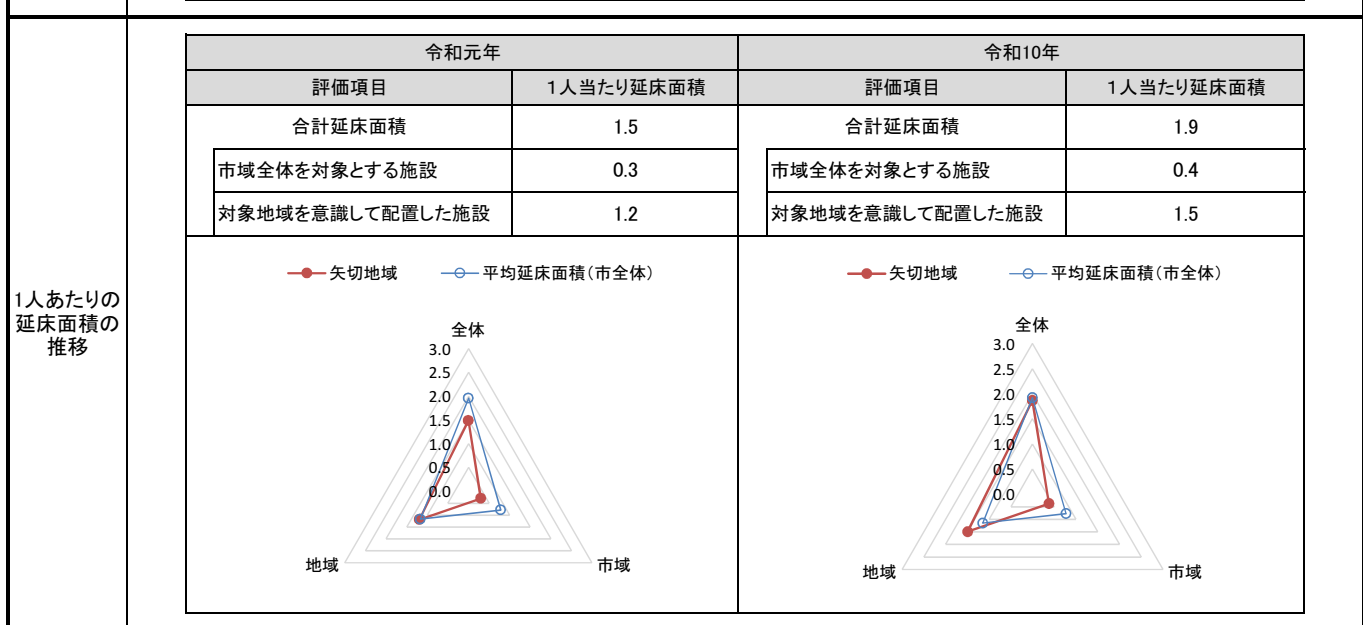 令和元年 令和10年
評価項目 1人当たり延床面積 評価項目 1人当たり延床面積
合計延床面積 1.5 合計延床面積 1.9
市域全体を対象とする施設 0.3 市域全体を対象とする施設 0.4
対象地域を意識して配置した施設 1.2 対象地域を意識して配置した施設 1.5
1人あたりの
延床面積の
推移
矢切地域 平均延床面積(市全体)
全体
3.0
2.5
2.0
1.5
1.0
0.5
0.0
地域 市域
矢切地域 平均延床面積(市全体)
全体
3.0
2.5
2.0
1.5
1.0
0.5
0.0
地域 市域